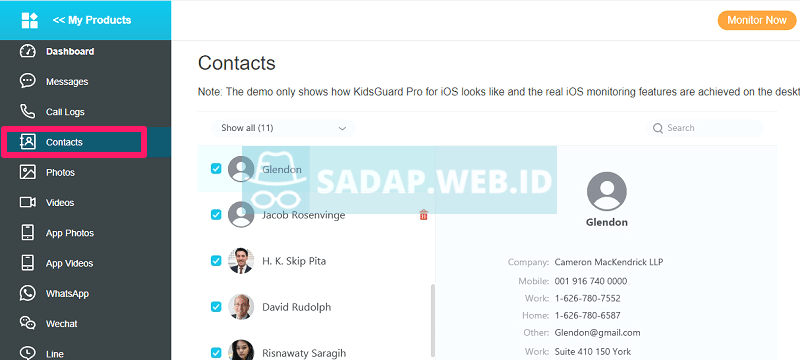 << My Products
Monitor Now
Dashboard
Messages
Call Logs
Contacts
Photos
Videos
App Photos
App Videos
WhatsApp
Wechat
Line
Contacts
Note: The demo only shows how KidsGuard Pro for iOS looks like and the real iOS monitoring features are achieved on the deskt
Show all (11)
Search
Glendon
Jacob Rosenvinge
H. K. Skip Pita
David Rudolph
Risnawaty Saragih
SADAP.WEB.ID
Glendon
Company: Cameron MacKendrick LLP
Mobile: 001 916 740 0000
Work: 1-626-780-7552
Home: 1-626-780-6587
Other: Glendon@gmail.com
Work: Suite 410 150 York